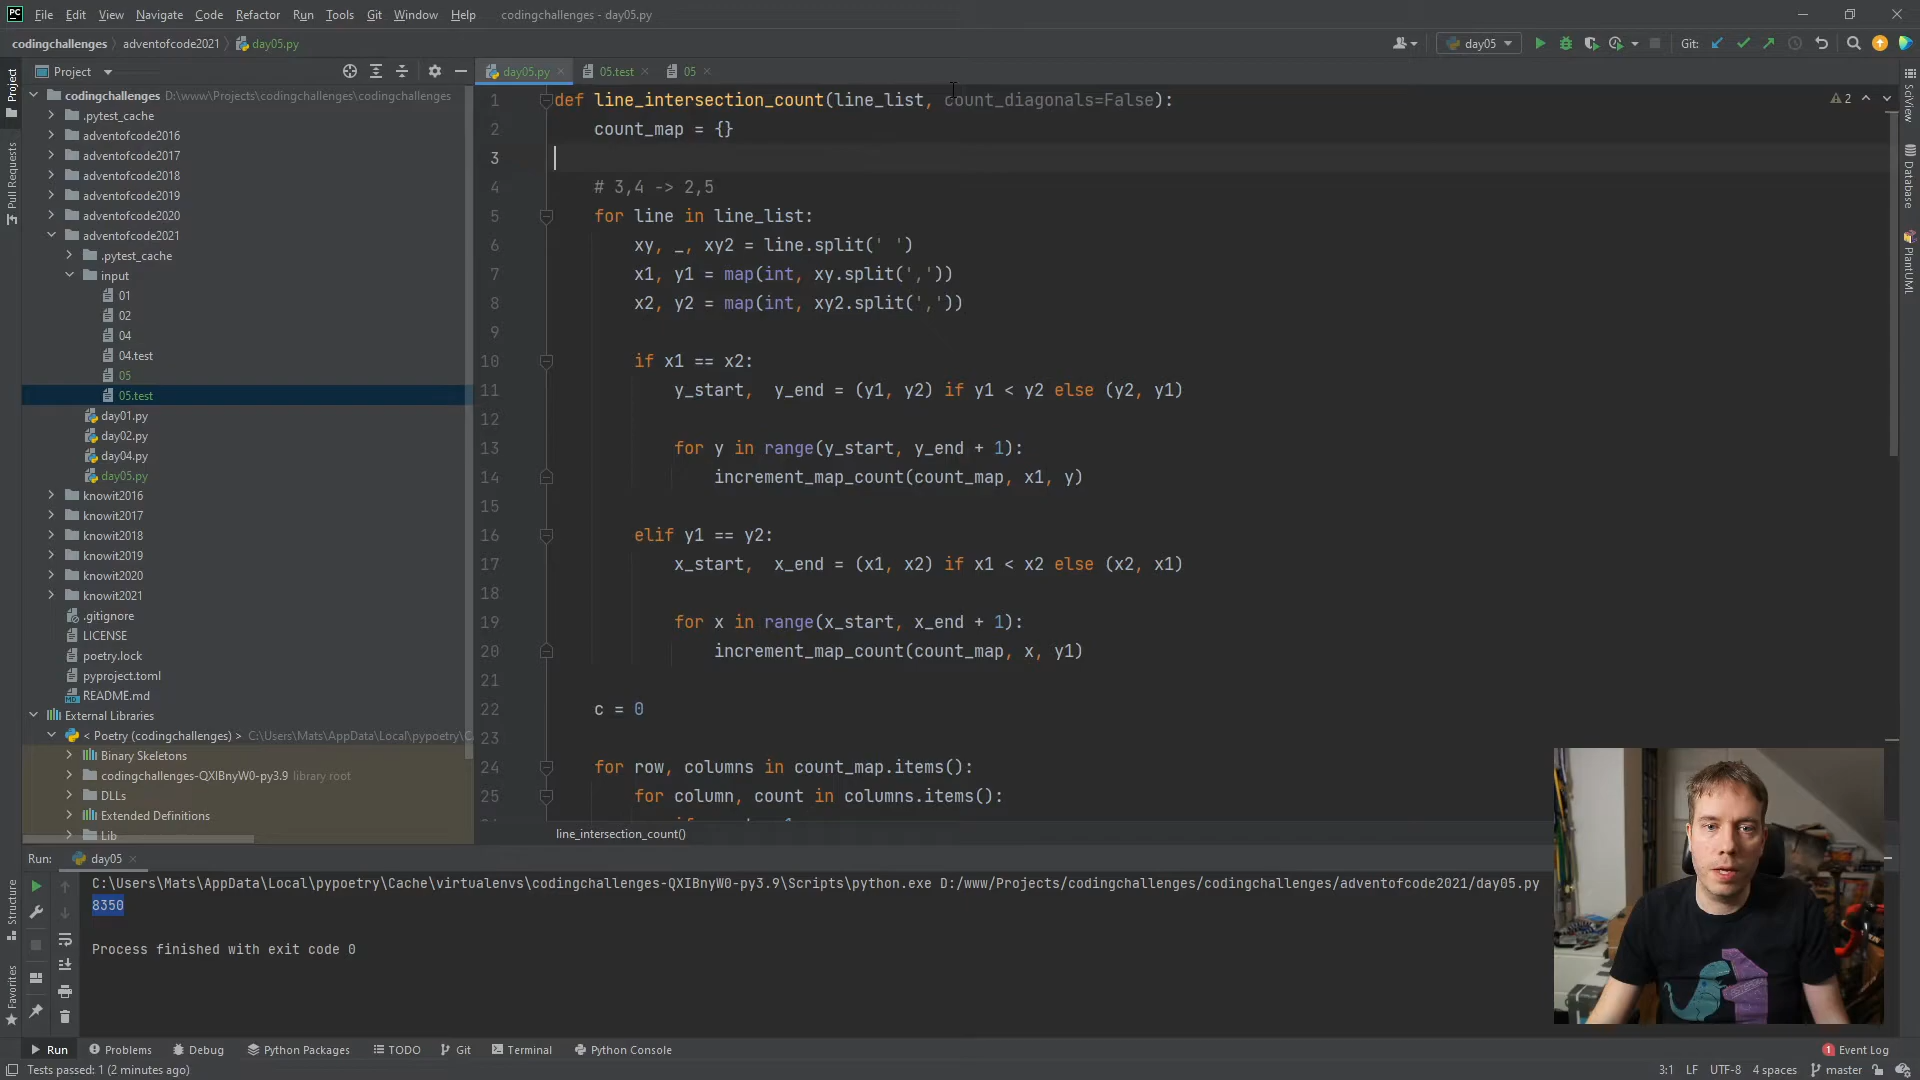 PC File Edit View Navigate Code Refactor Run Tools Git Window Help codingchallenges - day05.py
codingchallenges adventofcode2021 day05.py day05 Git:
Project day05.py 05.test 05
codingchallenges D:\www\Projects\codingchallenges\codingchallenges
.pytest_cache
adventofcode2016
adventofcode2017
adventofcode2018
adventofcode2019
adventofcode2020
adventofcode2021
.pytest_cache
input
01
02
04
04.test
05
05.test
day01.py
day02.py
day04.py
day05.py
knowit2016
knowit2017
knowit2018
knowit2019
knowit2020
knowit2021
.gitignore
LICENSE
poetry.lock
pyproject.toml
README.md
External Libraries
< Poetry (codingchallenges) > C:\Users\Mats\AppData\Local\pypoetry\C
Binary Skeletons
codingchallenges-QXIBnyW0-py3.9 library root
DLLs
Extended Definitions
Lib
Project
Pull Requests
Structure
Favorites
1 def line_intersection_count(line_list, count_diagonals=False):
2 count_map = {}
3
4 # 3,4 -> 2,5
5 for line in line_list:
6 xy, _, xy2 = line.split(' ')
7 x1, y1 = map(int, xy.split(','))
8 x2, y2 = map(int, xy2.split(','))
9
10 if x1 == x2:
11 y_start,  y_end = (y1, y2) if y1 < y2 else (y2, y1)
12
13 for y in range(y_start, y_end + 1):
14 increment_map_count(count_map, x1, y)
15
16 elif y1 == y2:
17 x_start,  x_end = (x1, x2) if x1 < x2 else (x2, x1)
18
19 for x in range(x_start, x_end + 1):
20 increment_map_count(count_map, x, y1)
21
22 c = 0
23
24 for row, columns in count_map.items():
25 for column, count in columns.items():
line_intersection_count()
2
SciView
Database
PlantUML
Run: day05
C:\Users\Mats\AppData\Local\pypoetry\Cache\virtualenvs\codingchallenges-QXIBnyW0-py3.9\Scripts\python.exe D:/www/Projects/codingchallenges/codingchallenges/adventofcode2021/day05.py
8350
Process finished with exit code 0
Run Problems Debug Python Packages TODO Git Terminal Python Console 1 Event Log
Tests passed: 1 (2 minutes ago) 3:1 LF UTF-8 4 spaces master